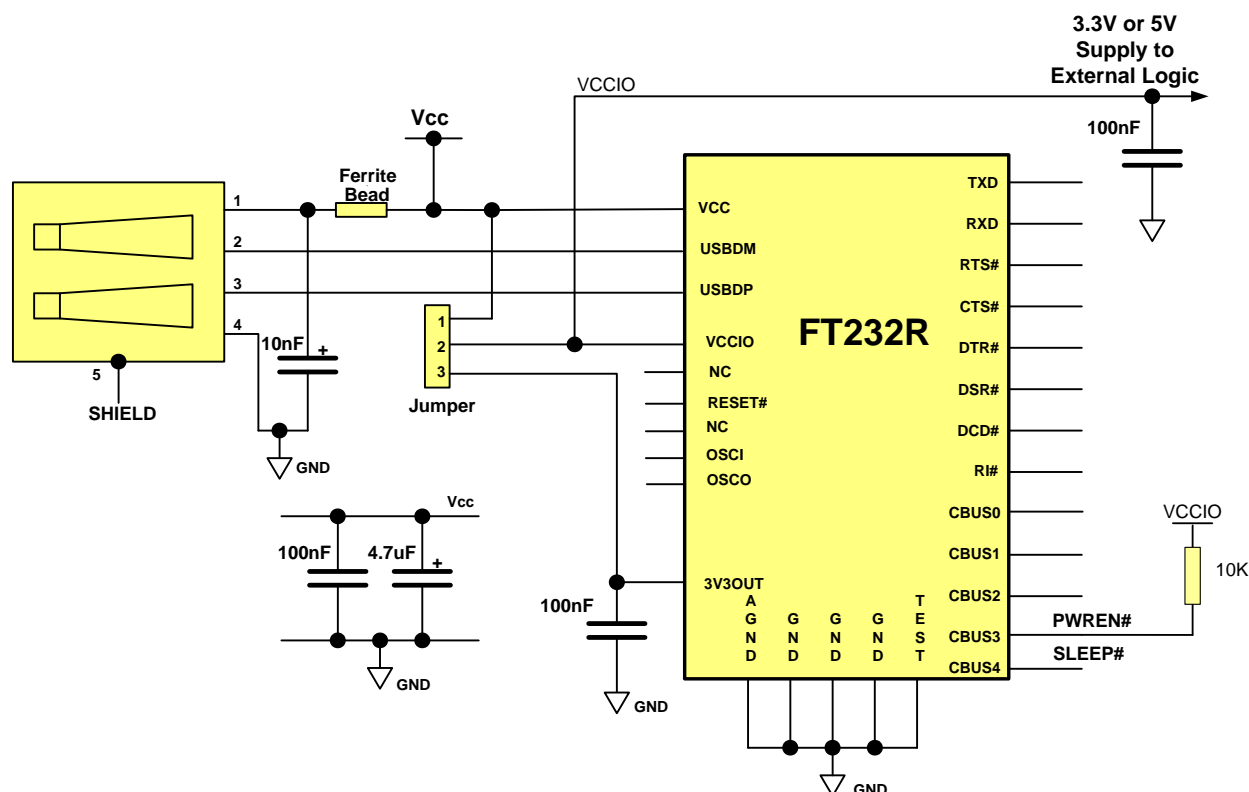 3.3V or 5V
Supply to
External Logic
VCCIO
100nF
Vcc
Ferrite
Bead
1
2
3
4
5
SHIELD
10nF
+
GND
1
2
3
Jumper
Vcc
100nF
4.7uF
+
GND
100nF
GND
FT232R
VCC
USBDM
USBDP
VCCIO
NC
RESET#
NC
OSCI
OSCO
3V3OUT
AGND
GND
GND
GND
TEST
GND
TXD
RXD
RTS#
CTS#
DTR#
DSR#
DCD#
RI#
CBUS0
CBUS1
CBUS2
CBUS3
CBUS4
PWREN#
SLEEP#
VCCIO
10K